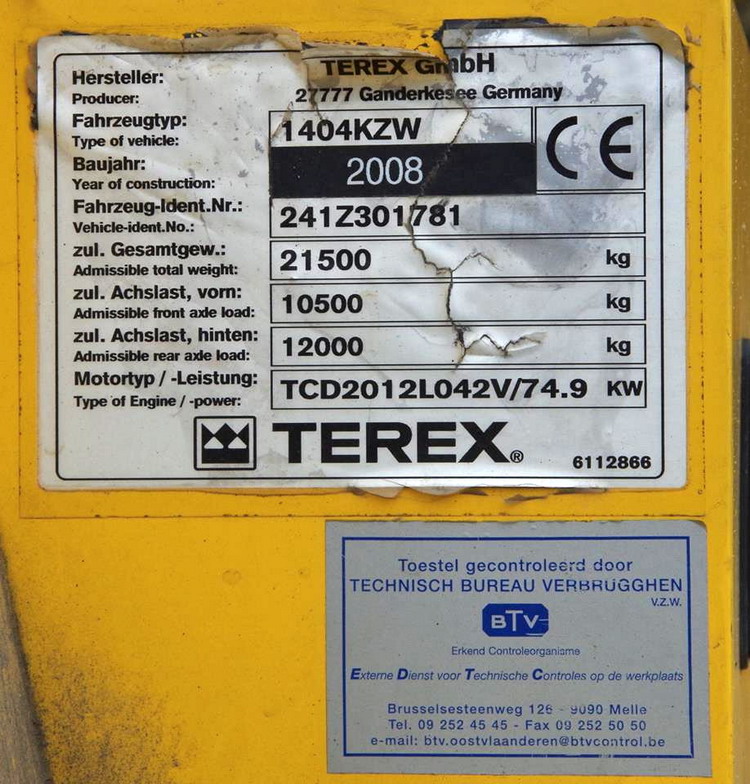 Hersteller: TEREX GmbH
Producer: 27777 Ganderkesee Germany
Fahrzeugtyp: 1404KZW CE
Type of vehicle:
Baujahr: 2008
Year of construction:
Fahrzeug-Ident.Nr.: 241Z301781
Vehicle-ident.No.:
zul. Gesamtgew.: 21500 kg
Admissible total weight:
zul. Achslast, vorn: 10500 kg
Admissible front axle load:
zul. Achslast, hinten: 12000 kg
Admissible rear axle load:
Motortyp / -Leistung: TCD2012L042V/74.9 KW
Type of Engine / -power:
TEREX®
6112866
Toestel gecontroleerd door
TECHNISCH BUREAU VERBRUGGHEN
V.Z.W.
BTV
Erkend Controleorganisme
Externe Dienst voor Technische Controles op de werkplaats
Brusselsesteenweg 126 - 9090 Melle
Tel. 09 252 45 45 - Fax 09 252 50 50
e-mail: btv.oostvlaanderen@btvcontrol.be